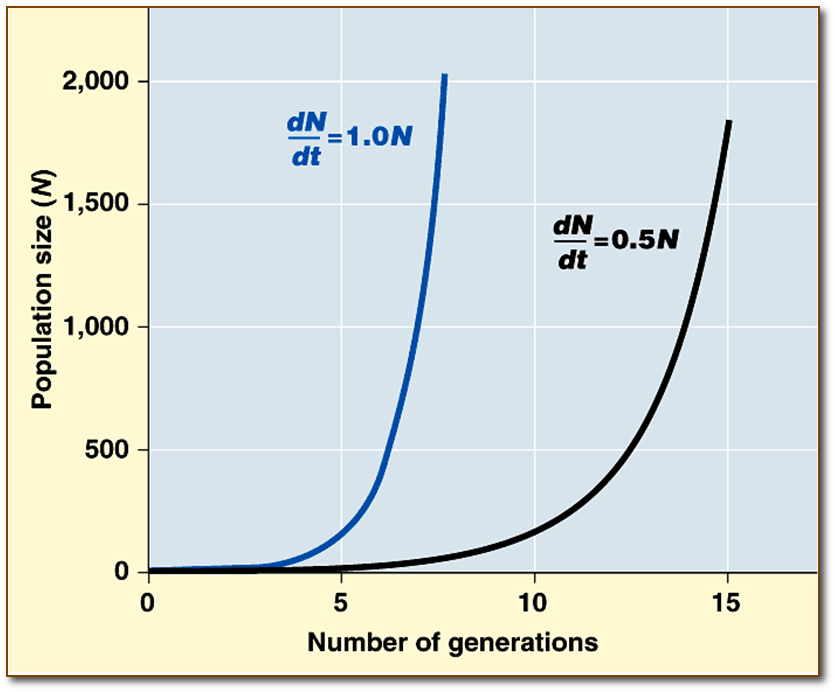 2,000
dN/dt=1.0N
1,500
dN/dt=0.5N
1,000
500
0
Population size (N)
0 5 10 15
Number of generations